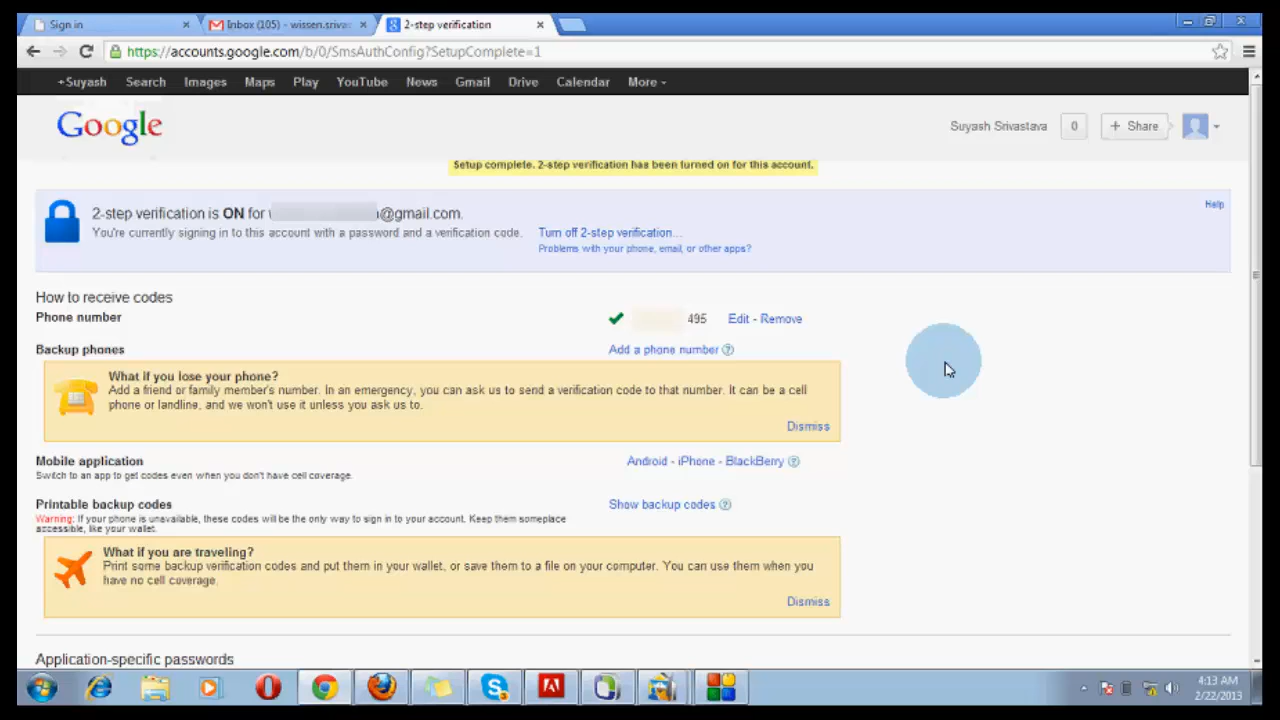 Sign in
Inbox (105) - wissen.srivas
2-step verification
https://accounts.google.com/b/0/SmsAuthConfig?SetupComplete=1
+Suyash Search Images Maps Play YouTube News Gmail Drive Calendar More
Google
Suyash Srivastava 0 + Share
Setup complete. 2-step verification has been turned on for this account.
2-step verification is ON for @gmail.com.
Help
You're currently signing in to this account with a password and a verification code. Turn off 2-step verification...
Problems with your phone, email, or other apps?
How to receive codes
Phone number 495 Edit - Remove
Backup phones Add a phone number ?
What if you lose your phone?
Add a friend or family member's number. In an emergency, you can ask us to send a verification code to that number. It can be a cell
phone or landline, and we won't use it unless you ask us to.
Dismiss
Mobile application Android - iPhone - BlackBerry ?
Switch to an app to get codes even when you don't have cell coverage.
Printable backup codes Show backup codes ?
Warning: If your phone is unavailable, these codes will be the only way to sign in to your account. Keep them someplace
accessible, like your wallet.
What if you are traveling?
Print some backup verification codes and put them in your wallet, or save them to a file on your computer. You can use them when you
have no cell coverage.
Dismiss
Application-specific passwords
4:13 AM
2/22/2013